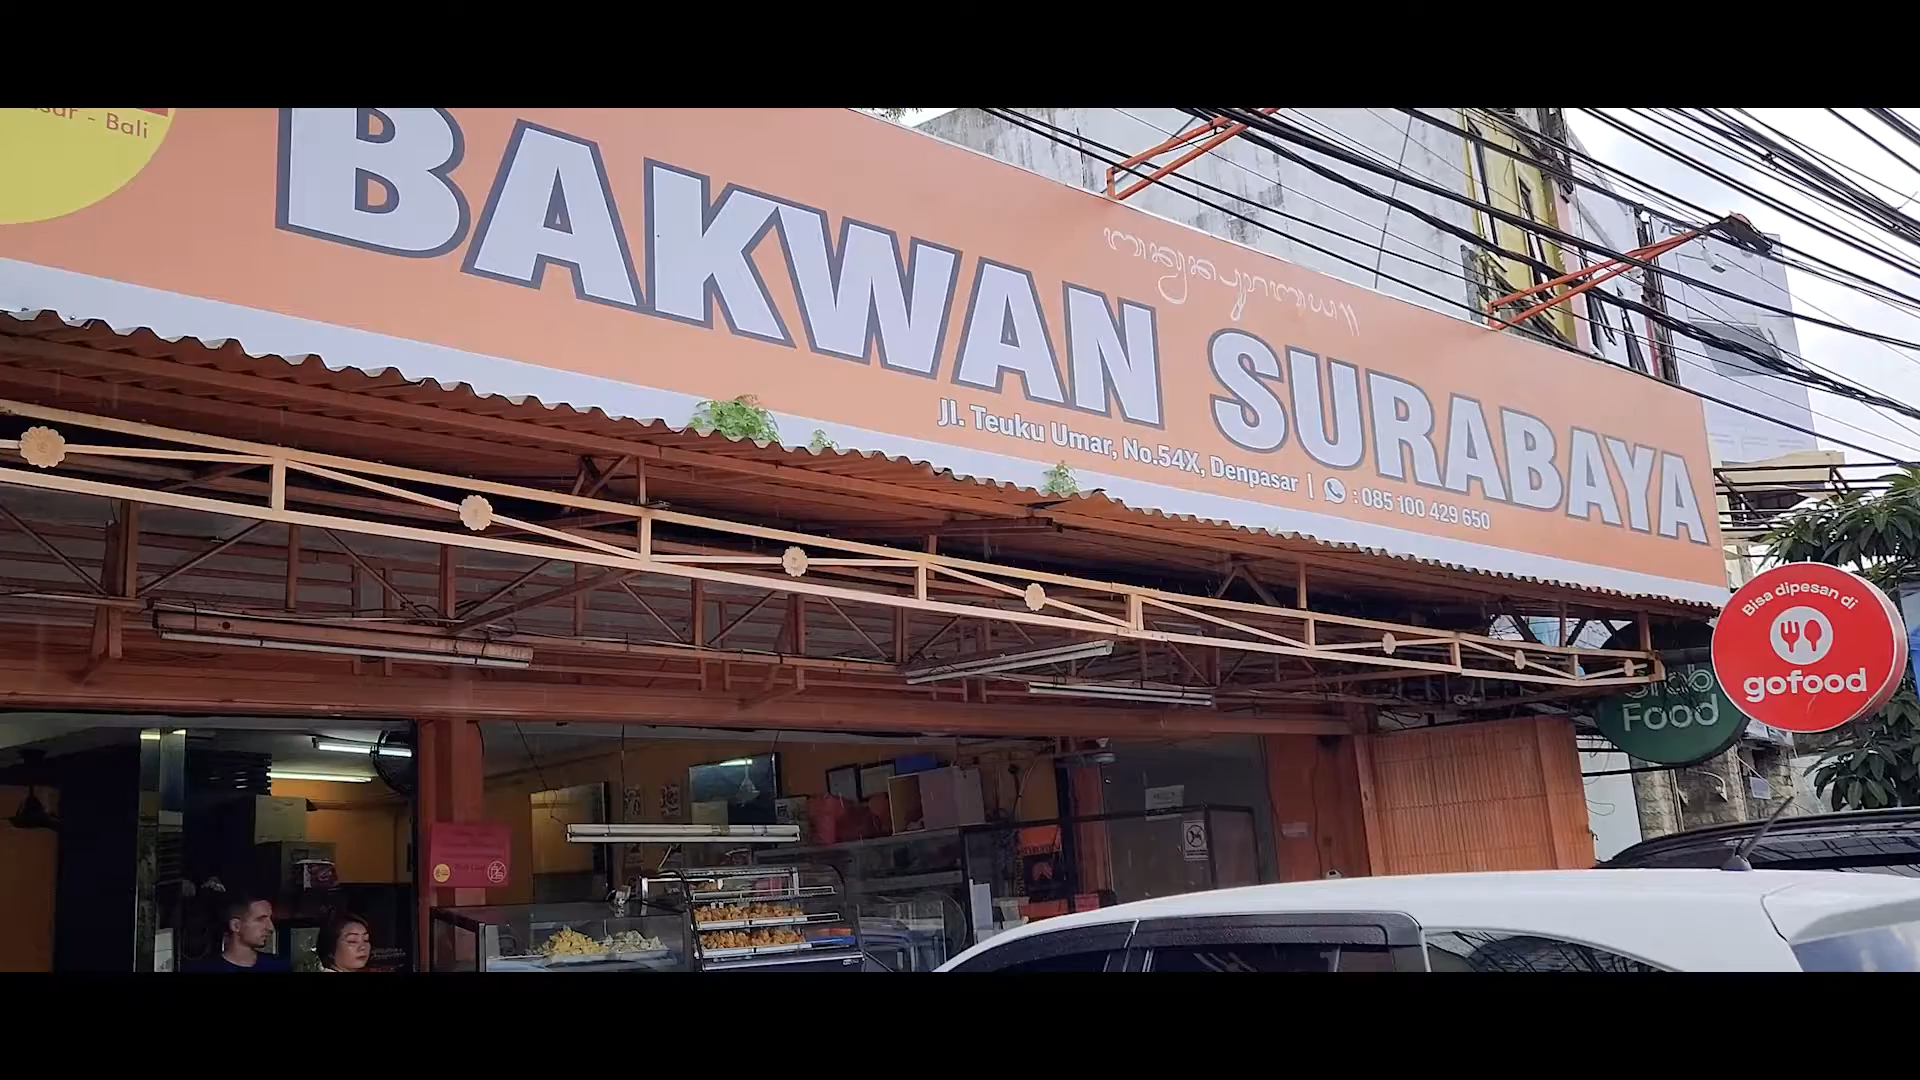 sar - Bali
BAKWAN SURABAYA
Jl. Teuku Umar, No.54X, Denpasar | : 085 100 429 650
Bisa dipesan di
gofood
Grab
Food